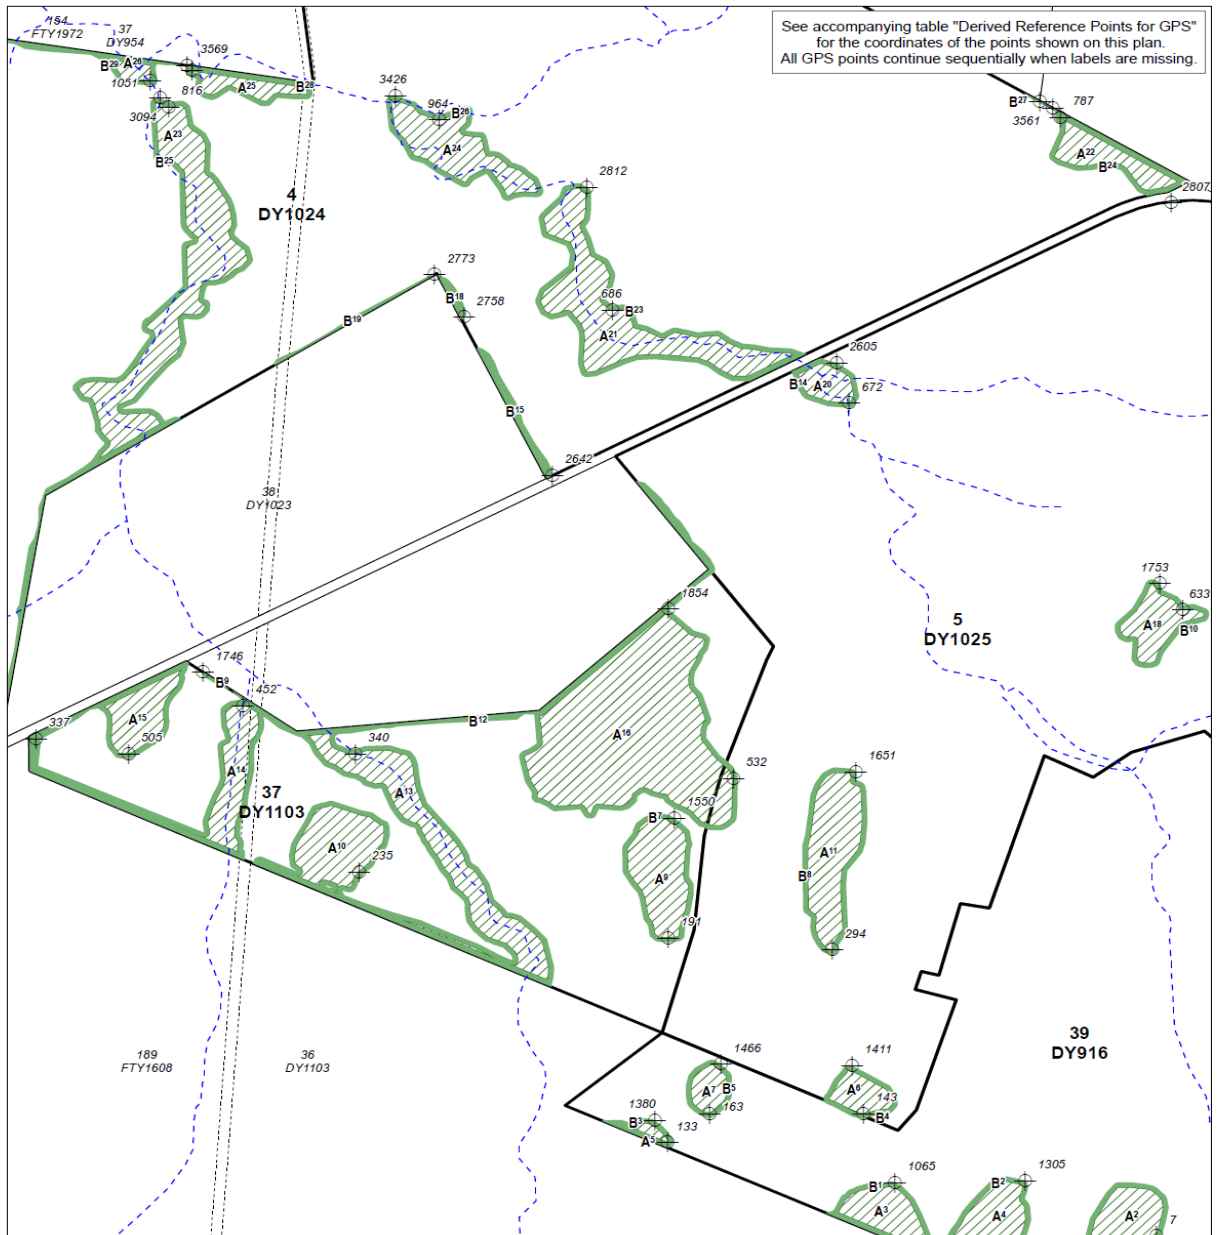 See accompanying table "Derived Reference Points for GPS"
for the coordinates of the points shown on this plan.
All GPS points continue sequentially when labels are missing.
154
FTY1972
37
DY954
3569
B29
A26
1051
816
A25
B28
3426
964
B26
B27
787
3561
3094
A23
A24
A22
B24
B25
2812
2807
4
DY1024
2773
B18
2758
686
B23
B19
A21
2605
B14
A20
672
B15
2642
38
DY1023
1753
633
1854
A18
B10
5
DY1025
1746
B9
452
337
A15
505
B12
A16
340
A14
A13
532
1651
37
DY1103
1550
B7
A10
235
A11
B8
A9
191
294
39
DY916
189
FTY1608
36
DY1103
1466
1411
A7
B5
A6
143
163
B4
1380
B3
133
A5
1065
B1
1305
B2
A3
A4
A2
7